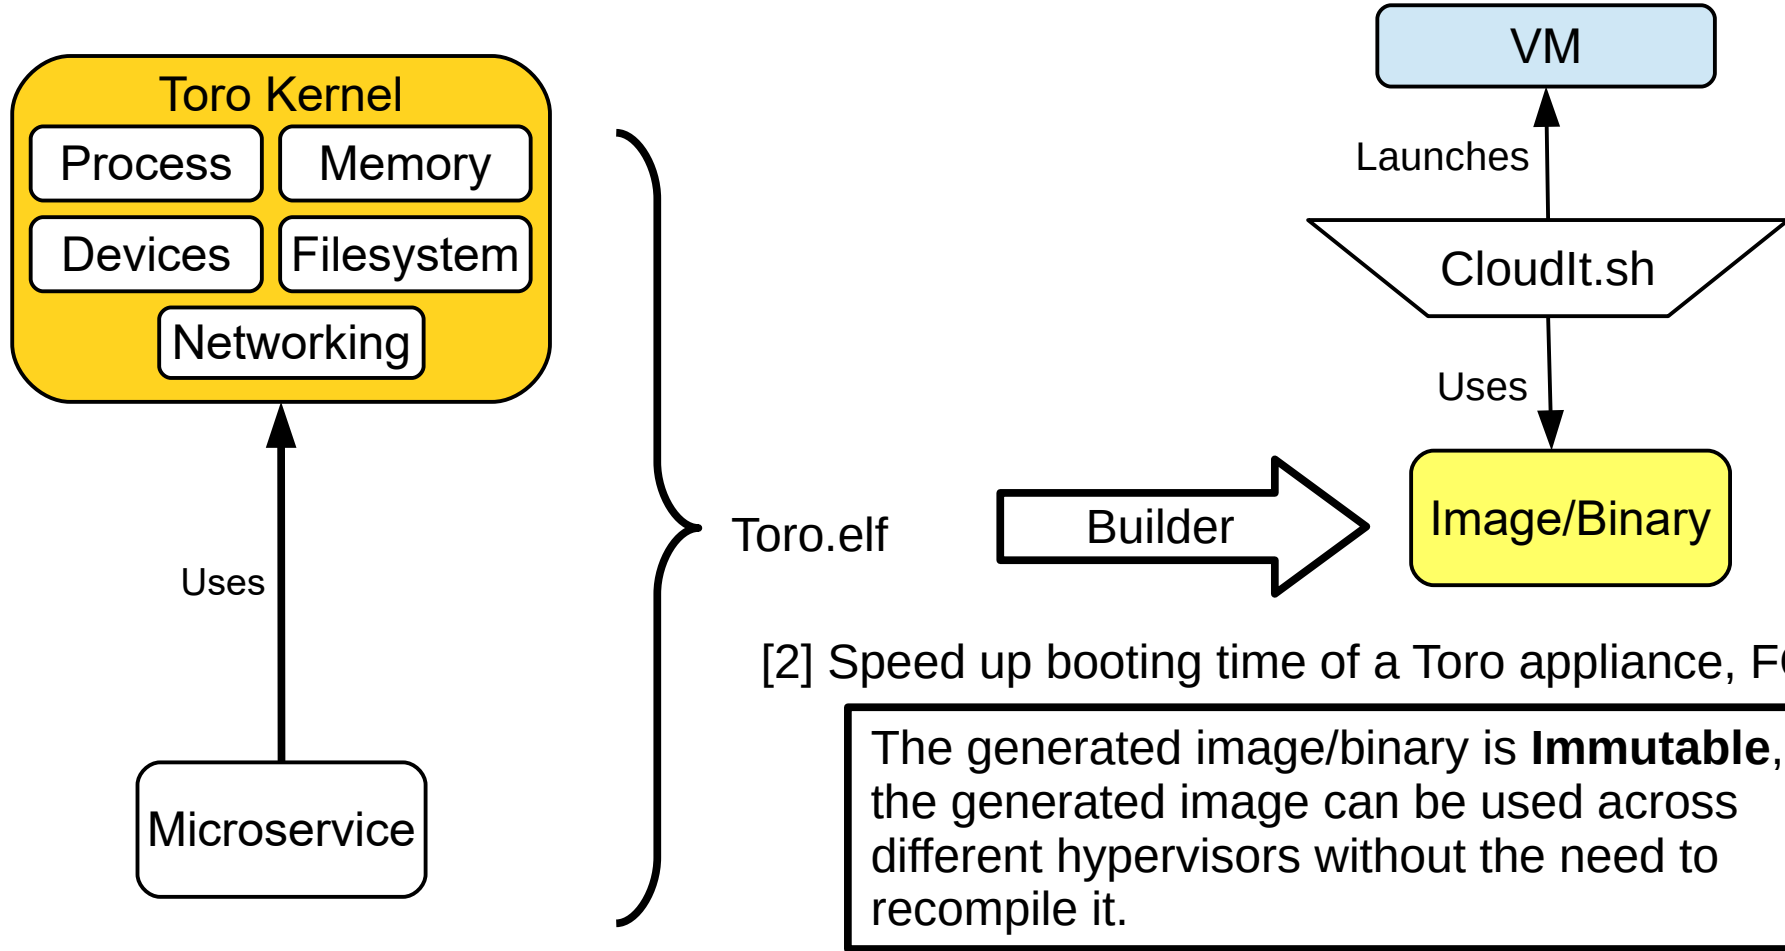 Toro Kernel
Process
Memory
Devices
Filesystem
Networking
Uses
Microservice
Toro.elf
Builder
VM
Launches
CloudIt.sh
Uses
Image/Binary
[2] Speed up booting time of a Toro appliance,
The generated image/binary is Immutable,
the generated image can be used across
different hypervisors without the need to
recompile it.